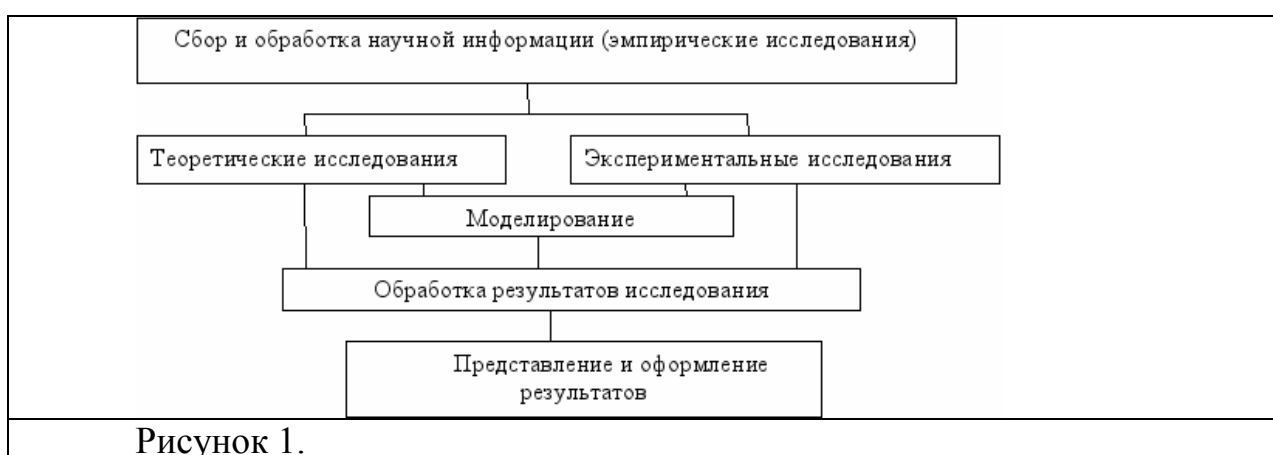 Сбор и обработка научной информации (эмпирические исследования)
Теоретические исследования
Экспериментальные исследования
Моделирование
Обработка результатов исследования
Представление и оформление
результатов
Рисунок 1.